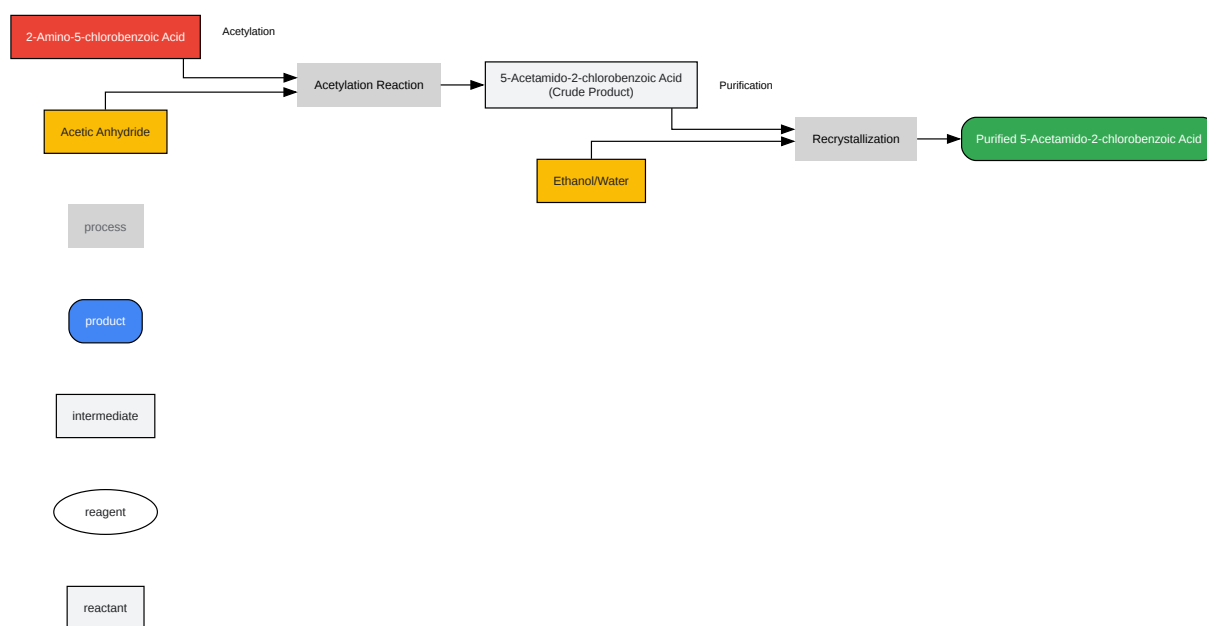 2-Amino-5-chlorobenzoic Acid
Acetylation
Acetic Anhydride
Acetylation Reaction
5-Acetamido-2-chlorobenzoic Acid
(Crude Product)
Purification
Ethanol/Water
Recrystallization
Purified 5-Acetamido-2-chlorobenzoic Acid
process
product
intermediate
reagent
reactant